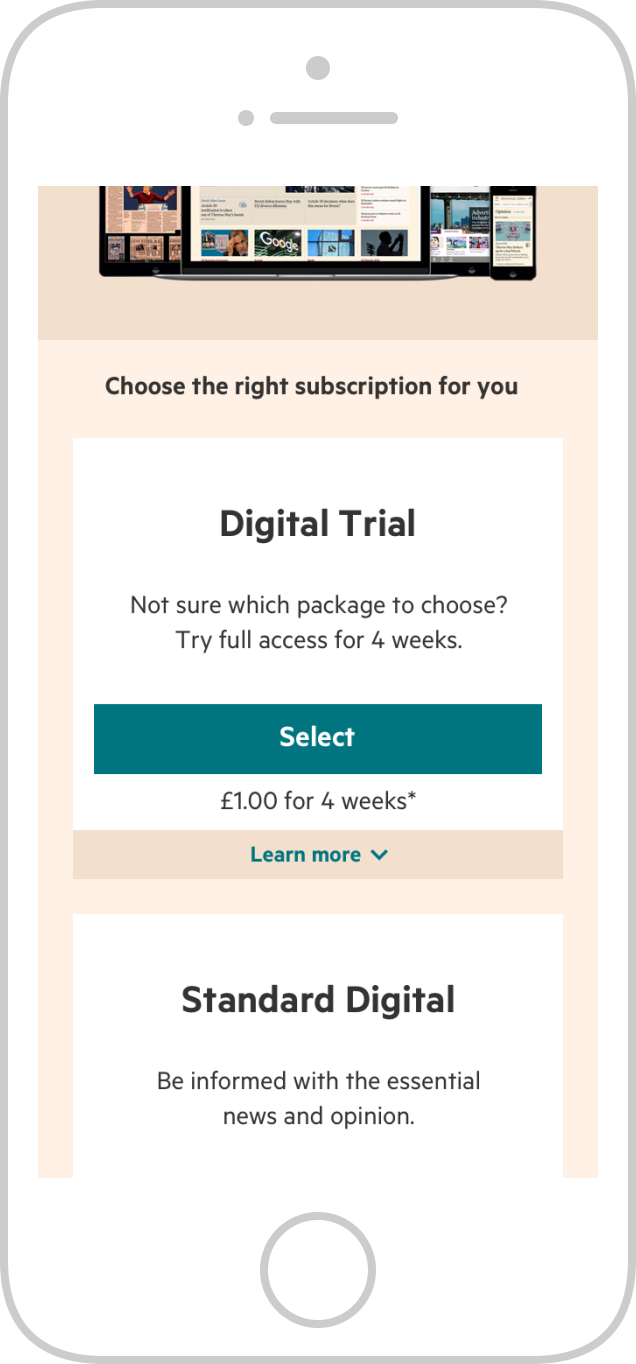 Google
Opinion
Choose the right subscription for you
Digital Trial
Not sure which package to choose?
Try full access for 4 weeks.
Select
£1.00 for 4 weeks*
Learn more
Standard Digital
Be informed with the essential
news and opinion.